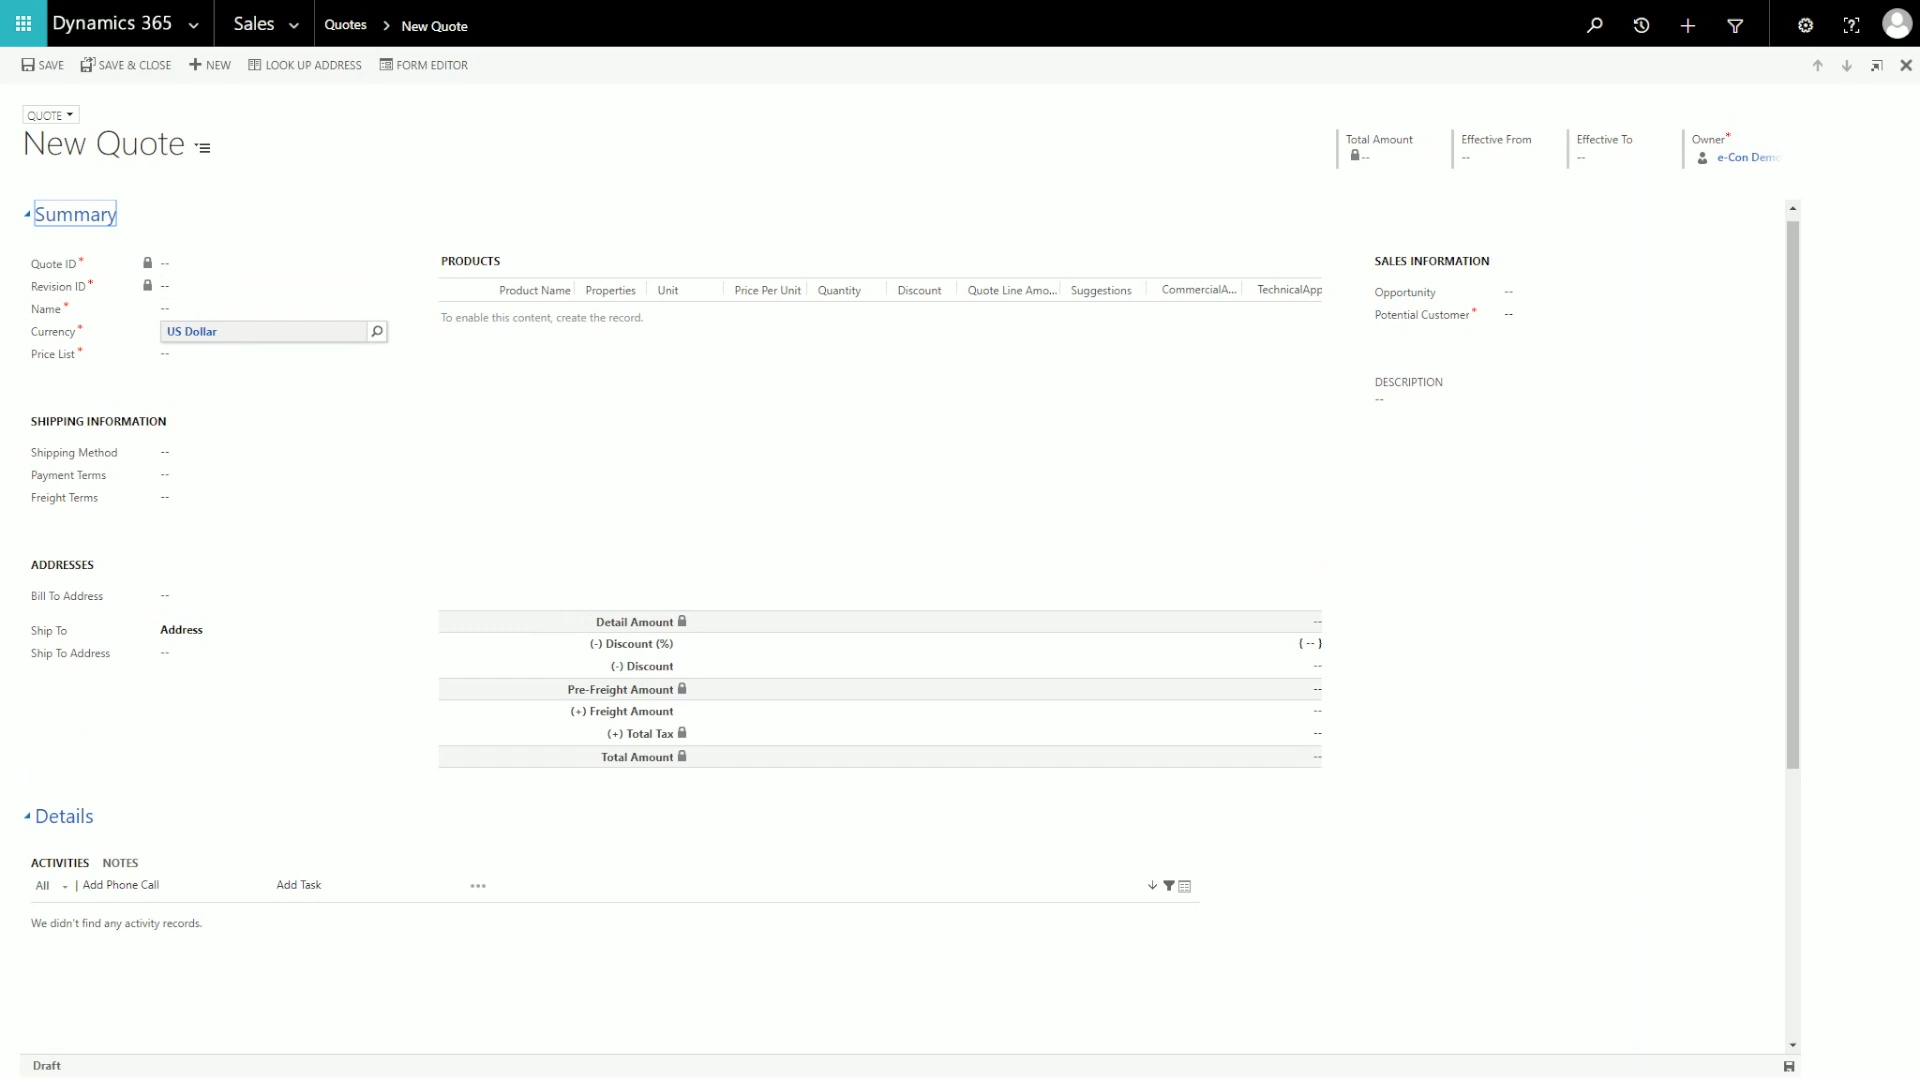 Dynamics 365
Sales
Quotes > New Quote
SAVE
SAVE & CLOSE
NEW
LOOK UP ADDRESS
FORM EDITOR
QUOTE
New Quote
Total Amount
--
Effective From
--
Effective To
--
Owner*
e-Con Demo
Summary
Quote ID* --
Revision ID* --
Name* --
Currency* US Dollar
Price List* --
SHIPPING INFORMATION
Shipping Method --
Payment Terms --
Freight Terms --
ADDRESSES
Bill To Address --
Ship To Address
Ship To Address --
PRODUCTS
Product Name Properties Unit Price Per Unit Quantity Discount Quote Line Amo... Suggestions CommercialA... TechnicalApp
To enable this content, create the record.
Detail Amount --
(-) Discount (%) { -- }
(-) Discount --
Pre-Freight Amount --
(+) Freight Amount --
(+) Total Tax --
Total Amount --
SALES INFORMATION
Opportunity --
Potential Customer* --
DESCRIPTION
--
Details
ACTIVITIES NOTES
All | Add Phone Call Add Task •••
We didn't find any activity records.
Draft